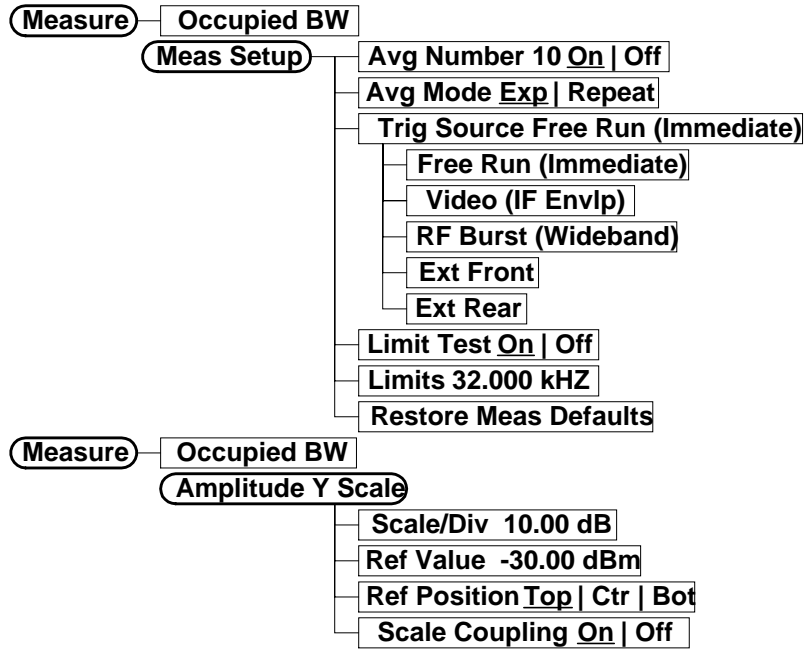 Measure Occupied BW
Meas Setup Avg Number 10 On | Off
Avg Mode Exp | Repeat
Trig Source Free Run (Immediate)
Free Run (Immediate)
Video (IF Envlp)
RF Burst (Wideband)
Ext Front
Ext Rear
Limit Test On | Off
Limits 32.000 kHZ
Restore Meas Defaults
Measure Occupied BW
Amplitude Y Scale
Scale/Div 10.00 dB
Ref Value -30.00 dBm
Ref Position Top | Ctr | Bot
Scale Coupling On | Off